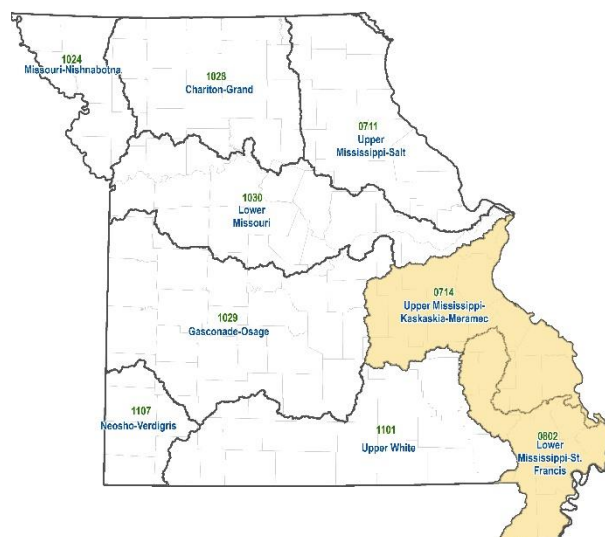 1024
Missouri-Nishnabotna
1028
Chariton-Grand
0711
Upper
Mississippi-Salt
1030
Lower
Missouri
0714
Upper Mississippi-
Kaskaskia-Meramec
1029
Gasconade-Osage
1107
Neosho-Verdigris
1101
Upper White
0802
Lower
Mississippi-St.
Francis